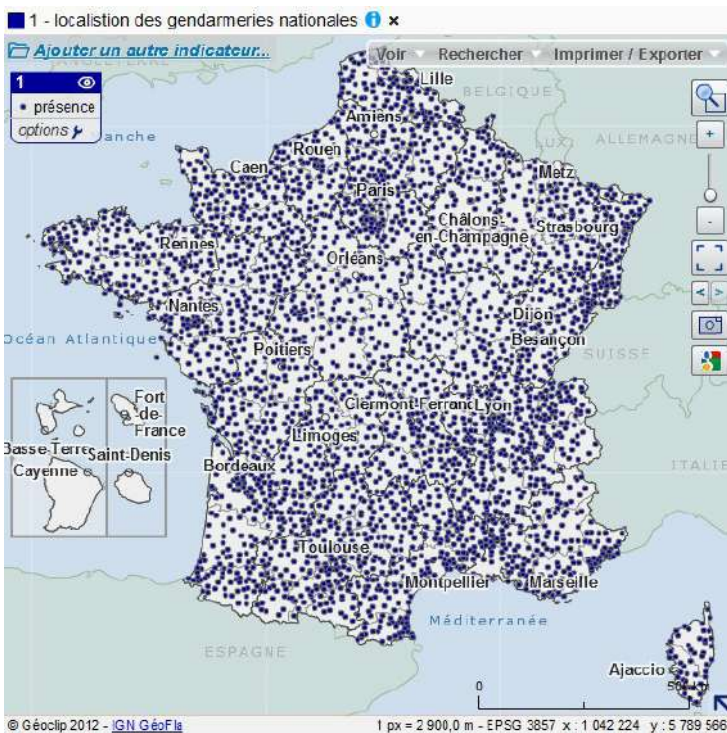 1 - localistion des gendarmeries nationales
Ajouter un autre indicateur...
Voir Rechercher Imprimer / Exporter
1
présence
options
anche
Lille
BELGIQUE
Amiens
LUX
ALLEMAGNE
Rouen
Caen
Metz
Paris
Châlons-
en-Champagne
Strasbourg
Rennes
Orléans
Nantes
Dijon
Besançon
Océan Atlantique
Poitiers
SUISSE
Clermont-Ferrand
Lyon
Limoges
Fort
de-
France
Basse-Terre
Saint-Denis
Cayenne
Bordeaux
ITALIE
Toulouse
Montpellier
Marseille
Méditerranée
ESPAGNE
Ajaccio
0
© Géoclip 2012 - IGN GéoFla
1 px = 2 900,0 m - EPSG 3857 x : 1 042 224 y : 5 789 566